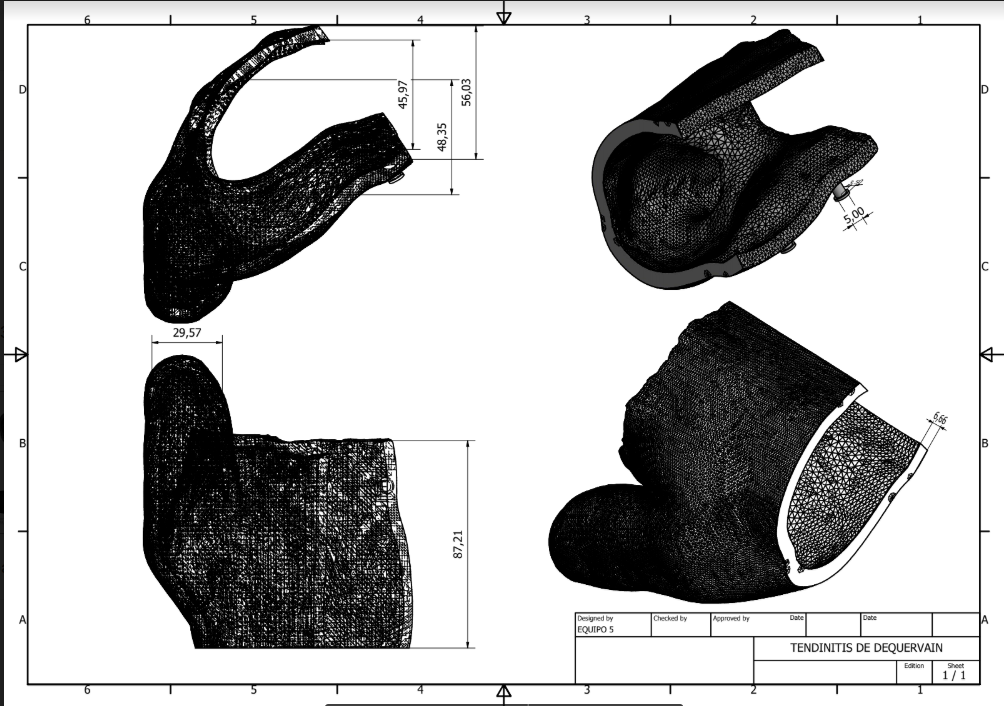 6 5 4 3 2 1
D
D
45,97
56,03
48,35
5,00
C
C
29,57
6,66
B
B
87,21
A
A
Designed by
EQUIPO 5
Checked by
Approved by
Date
Date
TENDINITIS DE DEQUERVAIN
Edition
Sheet
1 / 1
6 5 4 3 2 1